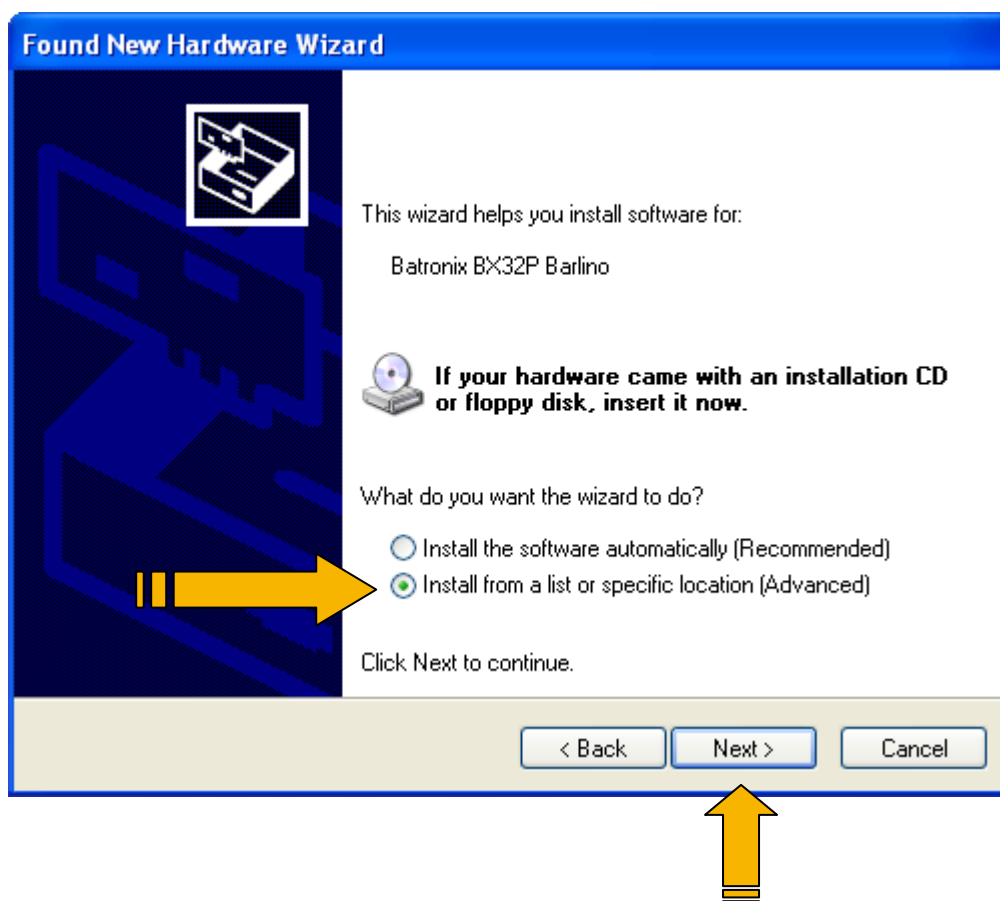 Found New Hardware Wizard
This wizard helps you install software for:
Batronix BX32P Barlino
If your hardware came with an installation CD
or floppy disk, insert it now.
What do you want the wizard to do?
Install the software automatically (Recommended)
Install from a list or specific location (Advanced)
Click Next to continue.
< Back Next > Cancel